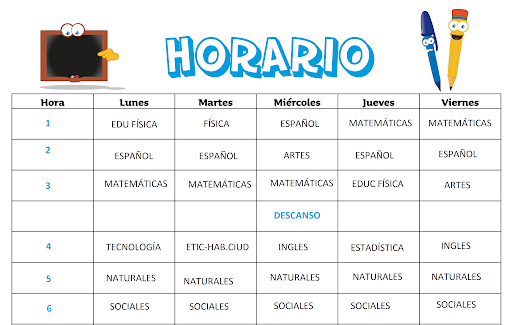 HORARIO
Hora Lunes Martes Miércoles Jueves Viernes
1 EDU FÍSICA FÍSICA ESPAÑOL MATEMÁTICAS MATEMÁTICAS
2 ESPAÑOL ESPAÑOL ARTES ESPAÑOL ESPAÑOL
3 MATEMÁTICAS MATEMÁTICAS MATEMÁTICAS EDUC FÍSICA ARTES
DESCANSO
4 TECNOLOGÍA ETIC-HAB.CIUD INGLES ESTADÍSTICA INGLES
5 NATURALES NATURALES NATURALES NATURALES NATURALES
6 SOCIALES SOCIALES SOCIALES SOCIALES SOCIALES